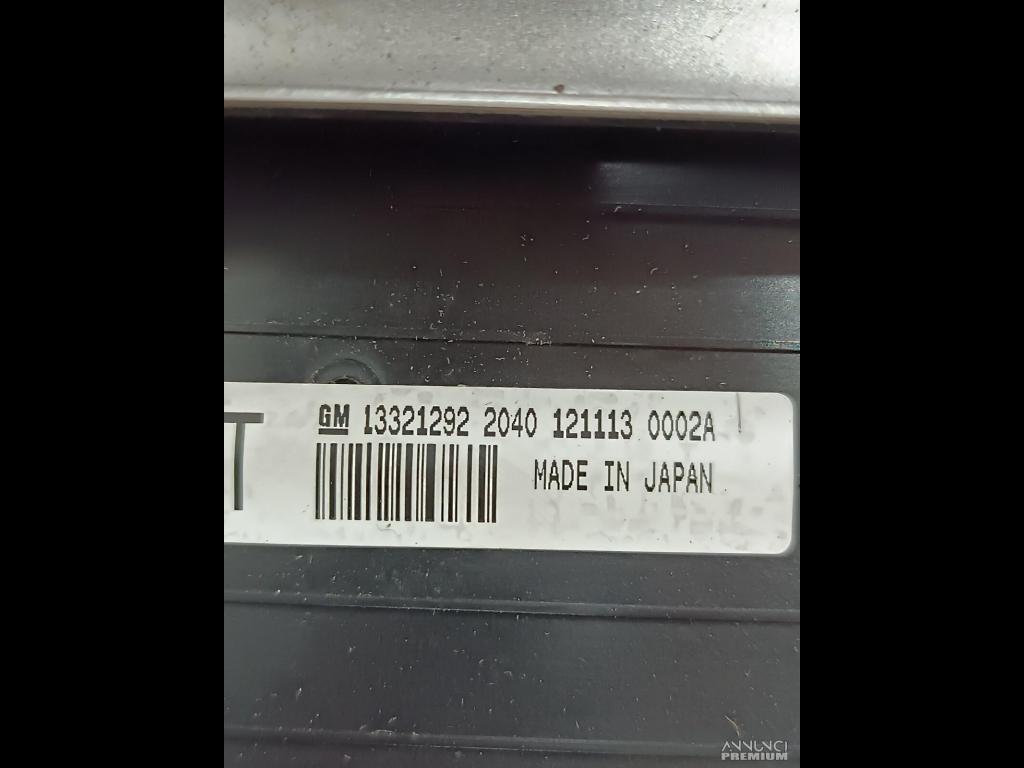 T
GM 13321292 2040 121113 0002A
MADE IN JAPAN
ANNUNCI
PREMIUM